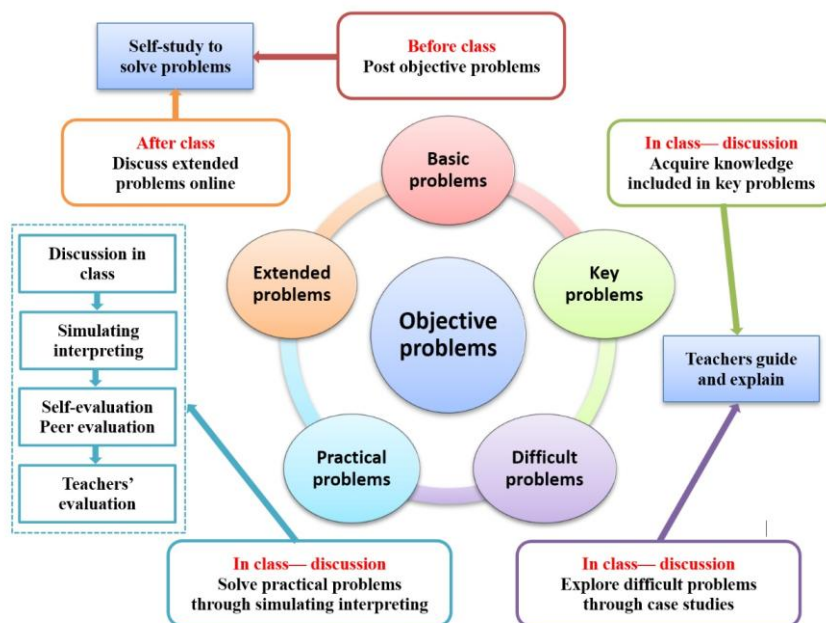 Self-study to
solve problems
Before class
Post objective problems
After class
Discuss extended
problems online
In class— discussion
Acquire knowledge
included in key problems
Basic
problems
Extended
problems
Key
problems
Objective
problems
Discussion in
class
Simulating
interpreting
Self-evaluation
Peer evaluation
Teachers'
evaluation
Teachers guide
and explain
Practical
problems
Difficult
problems
In class— discussion
Solve practical problems
through simulating interpreting
In class— discussion
Explore difficult problems
through case studies